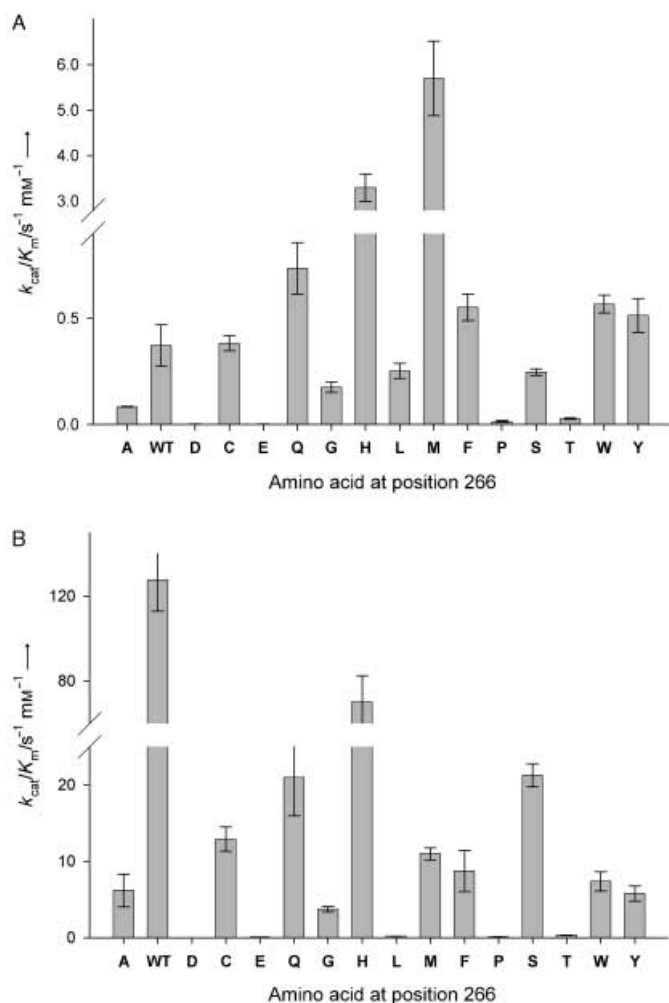 A
6.0
5.0
4.0
3.0
0.5
0.0
kcat/Km/s⁻¹ mM⁻¹ →
A WT D C E Q G H L M F P S T W Y
Amino acid at position 266
B
120
80
20
10
0
kcat/Km/s⁻¹ mM⁻¹ →
A WT D C E Q G H L M F P S T W Y
Amino acid at position 266